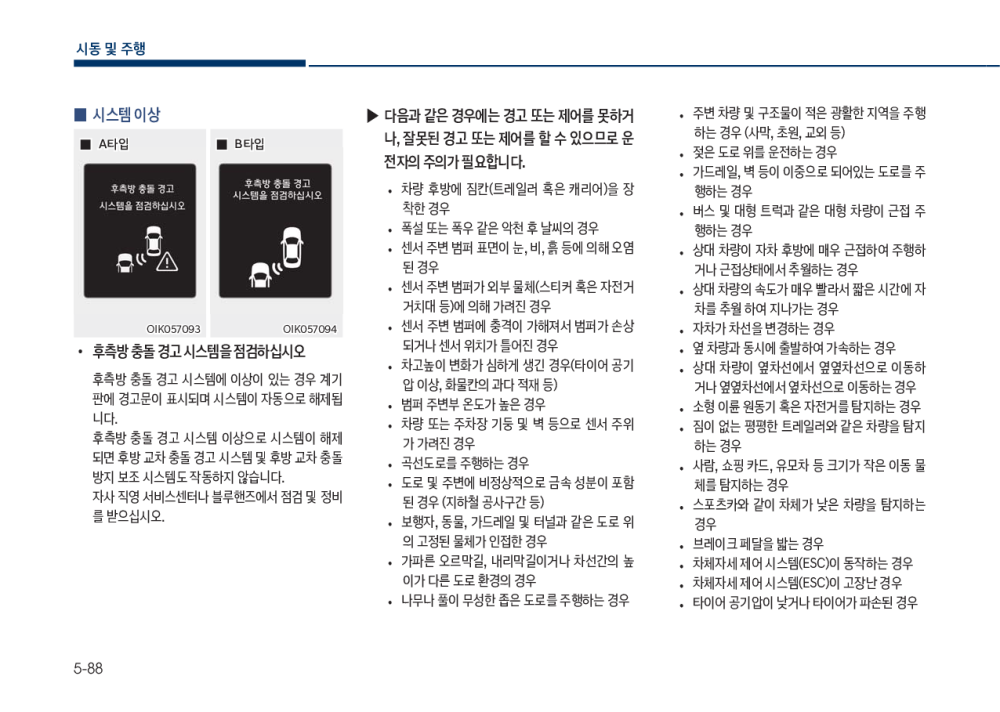 시동 및 주행
■ 시스템 이상
■ A타입
■ B타입
후측방 충돌 경고
시스템을 점검하십시오
후측방 충돌 경고
시스템을 점검하십시오
OIK057093
OIK057094
• 후측방 충돌 경고 시스템을 점검하십시오
후측방 충돌 경고 시스템에 이상이 있는 경우 계기
판에 경고문이 표시되며 시스템이 자동으로 해제됩
니다.
후측방 충돌 경고 시스템 이상으로 시스템이 해제
되면 후방 교차 충돌 경고 시스템 및 후방 교차 충돌
방지 보조 시스템도 작동하지 않습니다.
자사 직영 서비스센터나 블루핸즈에서 점검 및 정비
를 받으십시오.
▶ 다음과 같은 경우에는 경고 또는 제어를 못하거
나, 잘못된 경고 또는 제어를 할 수 있으므로 운
전자의 주의가 필요합니다.
• 차량 후방에 짐칸(트레일러 혹은 캐리어)을 장
착한 경우
• 폭설 또는 폭우 같은 악천 후 날씨의 경우
• 센서 주변 범퍼 표면이 눈, 비, 흙 등에 의해 오염
된 경우
• 센서 주변 범퍼가 외부 물체(스티커 혹은 자전거
거치대 등)에 의해 가려진 경우
• 센서 주변 범퍼에 충격이 가해져서 범퍼가 손상
되거나 센서 위치가 틀어진 경우
• 차고높이 변화가 심하게 생긴 경우(타이어 공기
압 이상, 화물칸의 과다 적재 등)
• 범퍼 주변부 온도가 높은 경우
• 차량 또는 주차장 기둥 및 벽 등으로 센서 주위
가 가려진 경우
• 곡선도로를 주행하는 경우
• 도로 및 주변에 비정상적으로 금속 성분이 포함
된 경우 (지하철 공사구간 등)
• 보행자, 동물, 가드레일 및 터널과 같은 도로 위
의 고정된 물체가 인접한 경우
• 가파른 오르막길, 내리막길이거나 차선간의 높
이가 다른 도로 환경의 경우
• 나무나 풀이 무성한 좁은 도로를 주행하는 경우
• 주변 차량 및 구조물이 적은 광활한 지역을 주행
하는 경우 (사막, 초원, 교외 등)
• 젖은 도로 위를 운전하는 경우
• 가드레일, 벽 등이 이중으로 되어있는 도로를 주
행하는 경우
• 버스 및 대형 트럭과 같은 대형 차량이 근접 주
행하는 경우
• 상대 차량이 자차 후방에 매우 근접하여 주행하
거나 근접상태에서 추월하는 경우
• 상대 차량의 속도가 매우 빨라서 짧은 시간에 자
차를 추월 하여 지나가는 경우
• 자차가 차선을 변경하는 경우
• 옆 차량과 동시에 출발하여 가속하는 경우
• 상대 차량이 옆차선에서 옆옆차선으로 이동하
거나 옆옆차선에서 옆차선으로 이동하는 경우
• 소형 이륜 원동기 혹은 자전거를 탐지하는 경우
• 짐이 없는 평평한 트레일러와 같은 차량을 탐지
하는 경우
• 사람, 쇼핑 카드, 유모차 등 크기가 작은 이동 물
체를 탐지하는 경우
• 스포츠카와 같이 차체가 낮은 차량을 탐지하는
경우
• 브레이크 페달을 밟는 경우
• 차체자세 제어 시스템(ESC)이 동작하는 경우
• 차체자세 제어 시스템(ESC)이 고장난 경우
• 타이어 공기압이 낮거나 타이어가 파손된 경우
5-88